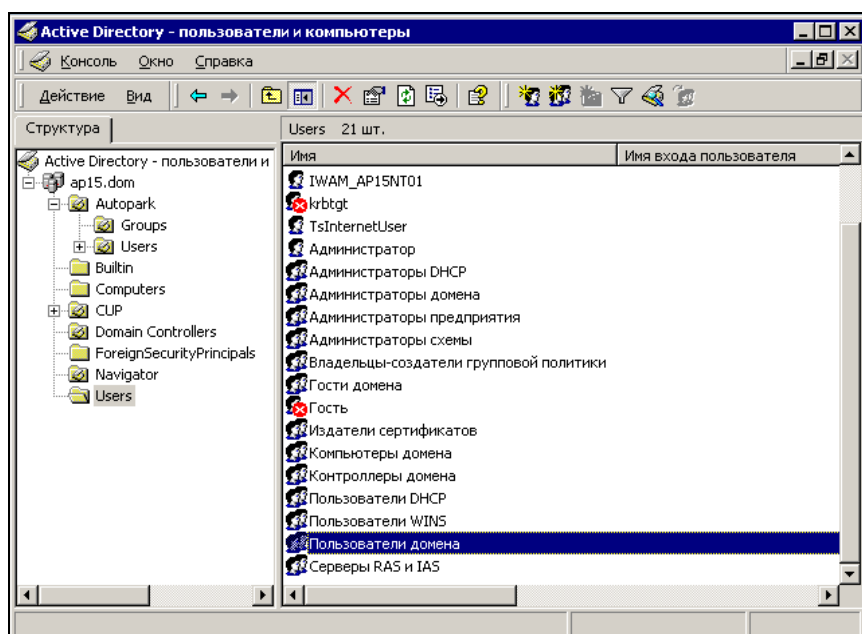 Active Directory - пользователи и компьютеры
Консоль Окно Справка
Действие Вид
Структура
Users 21 шт.
Active Directory - пользователи и
ap15.dom
Autopark
Groups
Users
Builtin
Computers
CUP
Domain Controllers
ForeignSecurityPrincipals
Navigator
Users
Имя Имя входа пользователя
IWAM_AP15NT01
krbtgt
TsInternetUser
Администратор
Администраторы DHCP
Администраторы домена
Администраторы предприятия
Администраторы схемы
Владельцы-создатели групповой политики
Гости домена
Гость
Издатели сертификатов
Компьютеры домена
Контроллеры домена
Пользователи DHCP
Пользователи WINS
Пользователи домена
Серверы RAS и IAS